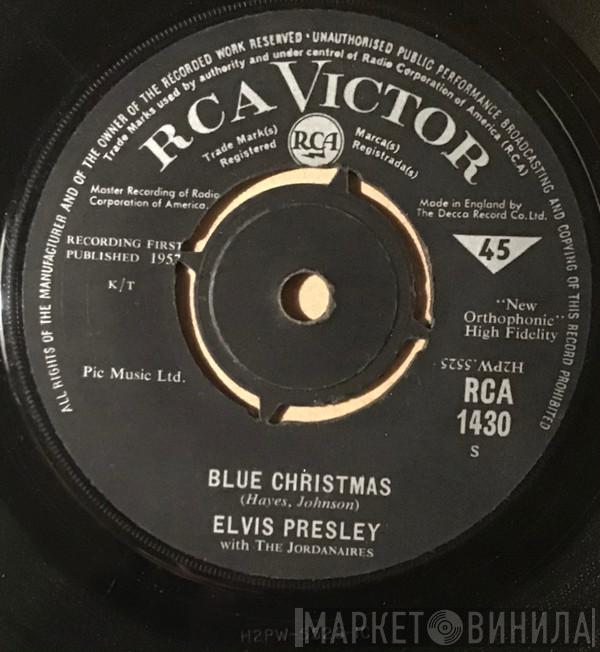 ALL RIGHTS OF THE MANUFACTURER AND OF THE OWNER OF THE RECORDED WORK RESERVED · UNAUTHORISED PUBLIC PERFORMANCE BROADCASTING AND COPYING OF THIS RECORD PROHIBITED
Trade Marks used by authority and under control of Radio Corporation of America (R.C.A.)
RCA VICTOR
Trade Mark(s)
Registered
RCA
Marca(s)
Registrada(s)
Master Recording of Radio
Corporation of America.
Made in England by
The Decca Record Co. Ltd.
RECORDING FIRST
PUBLISHED 1957
45
K/T
"New
Orthophonic"
High Fidelity
H2PW.5525
Pic Music Ltd.
RCA
1430
S
BLUE CHRISTMAS
(Hayes, Johnson)
ELVIS PRESLEY
with THE JORDANAIRES
МАРКЕТ ВИНИЛА